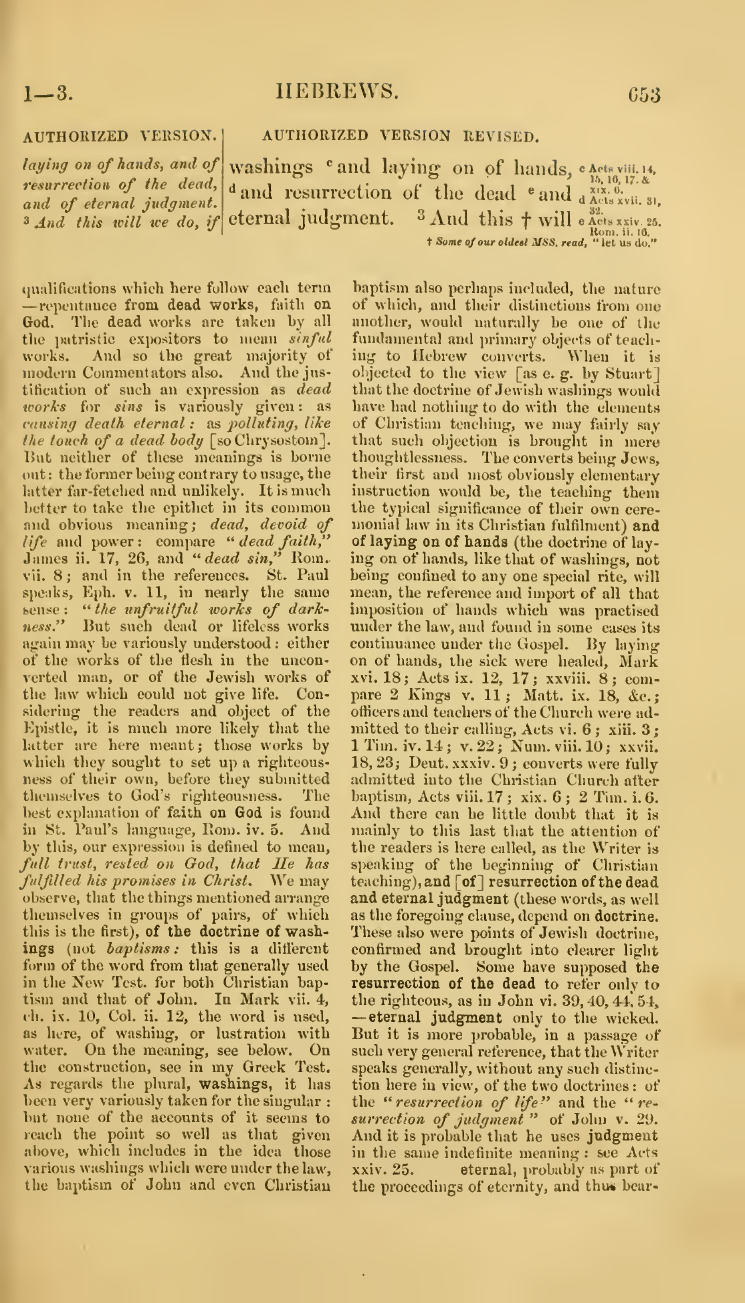 1—3.
HEBREWS.
653
AUTHORIZED VERSION.
laying on of hands, and of
resurrection of the dead,
and of eternal judgment.
3 And this will we do, if
AUTHORIZED VERSION REVISED.
washings c and laying on of hands,
d and resurrection of the dead e and
eternal judgment. 3 And this † will
c Acts viii. 14,
15, 16, 17. &
xix. 6.
d Acts xvii. 31,
32.
e Acts xxiv. 25.
Rom. ii. 16.
† Some of our oldest MSS. read, "let us do."
qualifications which here follow each term
—repentance from dead works, faith on
God. The dead works are taken by all
the patristic expositors to mean sinful
works. And so the great majority of
modern Commentators also. And the jus-
tification of such an expression as dead
works for sins is variously given: as
causing death eternal: as polluting, like
the touch of a dead body [so Chrysostom].
But neither of these meanings is borne
out: the former being contrary to usage, the
latter far-fetched and unlikely. It is much
better to take the epithet in its common
and obvious meaning; dead, devoid of
life and power: compare "dead faith,"
James ii. 17, 26, and "dead sin," Rom.
vii. 8; and in the references. St. Paul
speaks, Eph. v. 11, in nearly the same
sense: "the unfruitful works of dark-
ness." But such dead or lifeless works
again may be variously understood: either
of the works of the flesh in the uncon-
verted man, or of the Jewish works of
the law which could not give life. Con-
sidering the readers and object of the
Epistle, it is much more likely that the
latter are here meant; those works by
which they sought to set up a righteous-
ness of their own, before they submitted
themselves to God's righteousness. The
best explanation of faith on God is found
in St. Paul's language, Rom. iv. 5. And
by this, our expression is defined to mean,
full trust, rested on God, that He has
fulfilled his promises in Christ. We may
observe, that the things mentioned arrange
themselves in groups of pairs, of which
this is the first), of the doctrine of wash-
ings (not baptisms: this is a different
form of the word from that generally used
in the New Test. for both Christian bap-
tism and that of John. In Mark vii. 4,
ch. ix. 10, Col. ii. 12, the word is used,
as here, of washing, or lustration with
water. On the meaning, see below. On
the construction, see in my Greek Test.
As regards the plural, washings, it has
been very variously taken for the singular:
but none of the accounts of it seems to
reach the point so well as that given
above, which includes in the idea those
various washings which were under the law,
the baptism of John and even Christian
baptism also perhaps included, the nature
of which, and their distinctions from one
another, would naturally be one of the
fundamental and primary objects of teach-
ing to Hebrew converts. When it is
objected to the view [as e. g. by Stuart]
that the doctrine of Jewish washings would
have had nothing to do with the elements
of Christian teaching, we may fairly say
that such objection is brought in mere
thoughtlessness. The converts being Jews,
their first and most obviously elementary
instruction would be, the teaching them
the typical significance of their own cere-
monial law in its Christian fulfilment) and
of laying on of hands (the doctrine of lay-
ing on of hands, like that of washings, not
being confined to any one special rite, will
mean, the reference and import of all that
imposition of hands which was practised
under the law, and found in some cases its
continuance under the Gospel. By laying
on of hands, the sick were healed, Mark
xvi. 18; Acts ix. 12, 17; xxviii. 8; com-
pare 2 Kings v. 11; Matt. ix. 18, &c.;
officers and teachers of the Church were ad-
mitted to their calling, Acts vi. 6; xiii. 3;
1 Tim. iv. 14; v. 22; Num. viii. 10; xxvii.
18, 23; Deut. xxxiv. 9; converts were fully
admitted into the Christian Church after
baptism, Acts viii. 17; xix. 6; 2 Tim. i. 6.
And there can be little doubt that it is
mainly to this last that the attention of
the readers is here called, as the Writer is
speaking of the beginning of Christian
teaching), and [of] resurrection of the dead
and eternal judgment (these words, as well
as the foregoing clause, depend on doctrine.
These also were points of Jewish doctrine,
confirmed and brought into clearer light
by the Gospel. Some have supposed the
resurrection of the dead to refer only to
the righteous, as in John vi. 39, 40, 44, 54,
—eternal judgment only to the wicked.
But it is more probable, in a passage of
such very general reference, that the Writer
speaks generally, without any such distinc-
tion here in view, of the two doctrines: of
the "resurrection of life" and the "re-
surrection of judgment" of John v. 29.
And it is probable that he uses judgment
in the same indefinite meaning: see Acts
xxiv. 25. eternal, probably as part of
the proceedings of eternity, and thus bear-